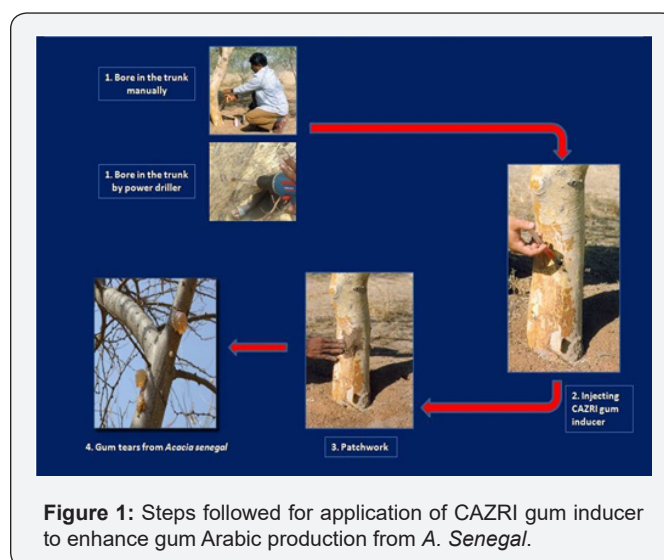 1. Bore in the trunk
manually
1. Bore in the trunk
by power driller
2. Injecting
CAZRI gum
inducer
3. Patchwork
4. Gum tears from Acacia senegal
Figure 1: Steps followed for application of CAZRI gum inducer
to enhance gum Arabic production from A. Senegal.